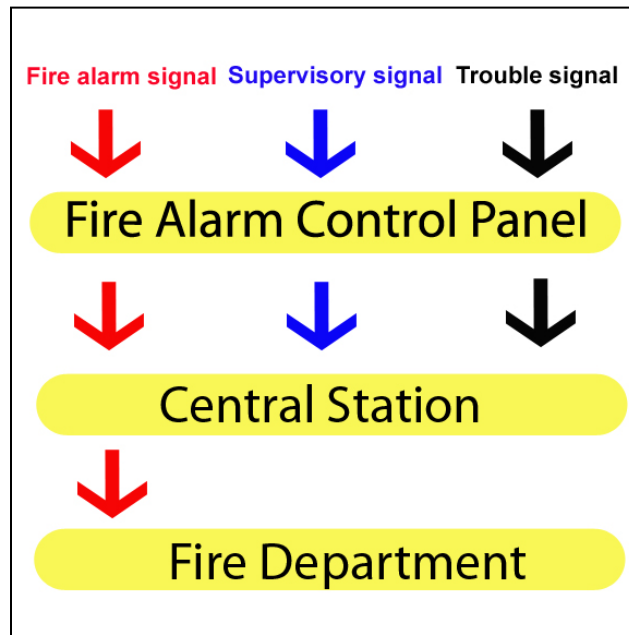 Fire alarm signal Supervisory signal Trouble signal
Fire Alarm Control Panel
Central Station
Fire Department